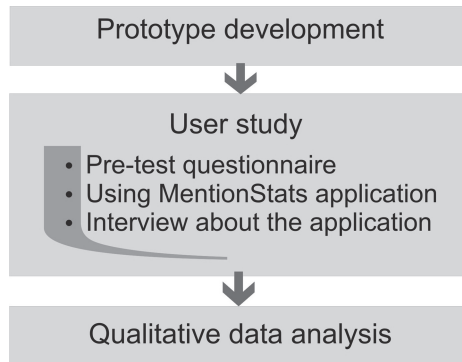 Prototype development
User study
• Pre-test questionnaire
• Using MentionStats application
• Interview about the application
Qualitative data analysis